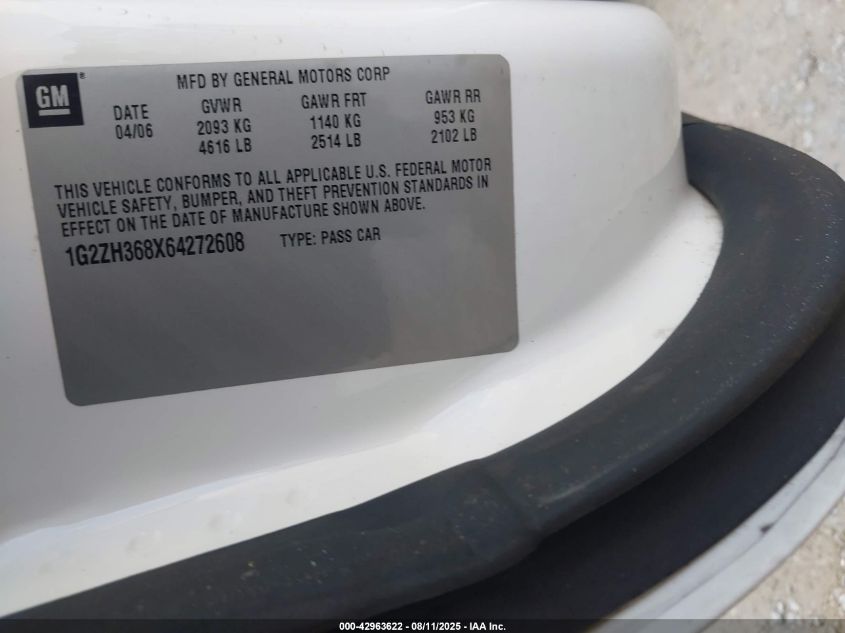 GM®
MFD BY GENERAL MOTORS CORP
DATE GVWR GAWR FRT GAWR RR
04/06 2093 KG 1140 KG 953 KG
4616 LB 2514 LB 2102 LB
THIS VEHICLE CONFORMS TO ALL APPLICABLE U.S. FEDERAL MOTOR
VEHICLE SAFETY, BUMPER, AND THEFT PREVENTION STANDARDS IN
EFFECT ON THE DATE OF MANUFACTURE SHOWN ABOVE.
1G2ZH368X64272608 TYPE: PASS CAR
000-42963622 - 08/11/2025 - IAA Inc.